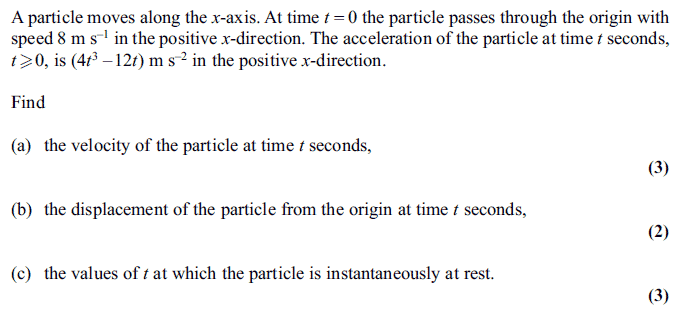 A particle moves along the x-axis. At time t = 0 the particle passes through the origin with
speed 8 m s⁻¹ in the positive x-direction. The acceleration of the particle at time t seconds,
t ⩾ 0, is (4t³ – 12t) m s⁻² in the positive x-direction.
Find
(a) the velocity of the particle at time t seconds,
(3)
(b) the displacement of the particle from the origin at time t seconds,
(2)
(c) the values of t at which the particle is instantaneously at rest.
(3)